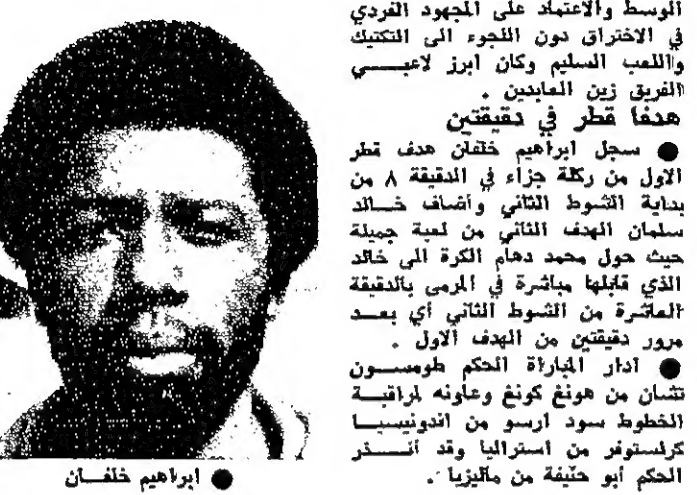 الوسط والاعتماد على المجهود الفردي
في الاختراق دون اللجوء الى التكتيك
واللعب السليم وكان ابرز لاعبي
الفريق زين العابدين .
هدفا قطر في دقيقتين
● سجل ابراهيم خلفان هدف قطر
الاول من ركلة جزاء في الدقيقة ٨ من
بداية الشوط الثاني وأضاف خالد
سلمان الهدف الثاني من لعبة جميلة
حيث حول محمد دهام الكرة الى خالد
الذي قابلها مباشرة في المرمى بالدقيقة
العاشرة من الشوط الثاني أي بعد
مرور دقيقتين من الهدف الاول .
● ادار المباراة الحكم طومسون
تشان من هونغ كونغ وعاونه لمراقبة
الخطوط سود ارسو من اندونيسيا
كرلستوفر من استراليا وقد أنذر
الحكم أبو حنيفة من ماليزيا .
● ابراهيم خلفان